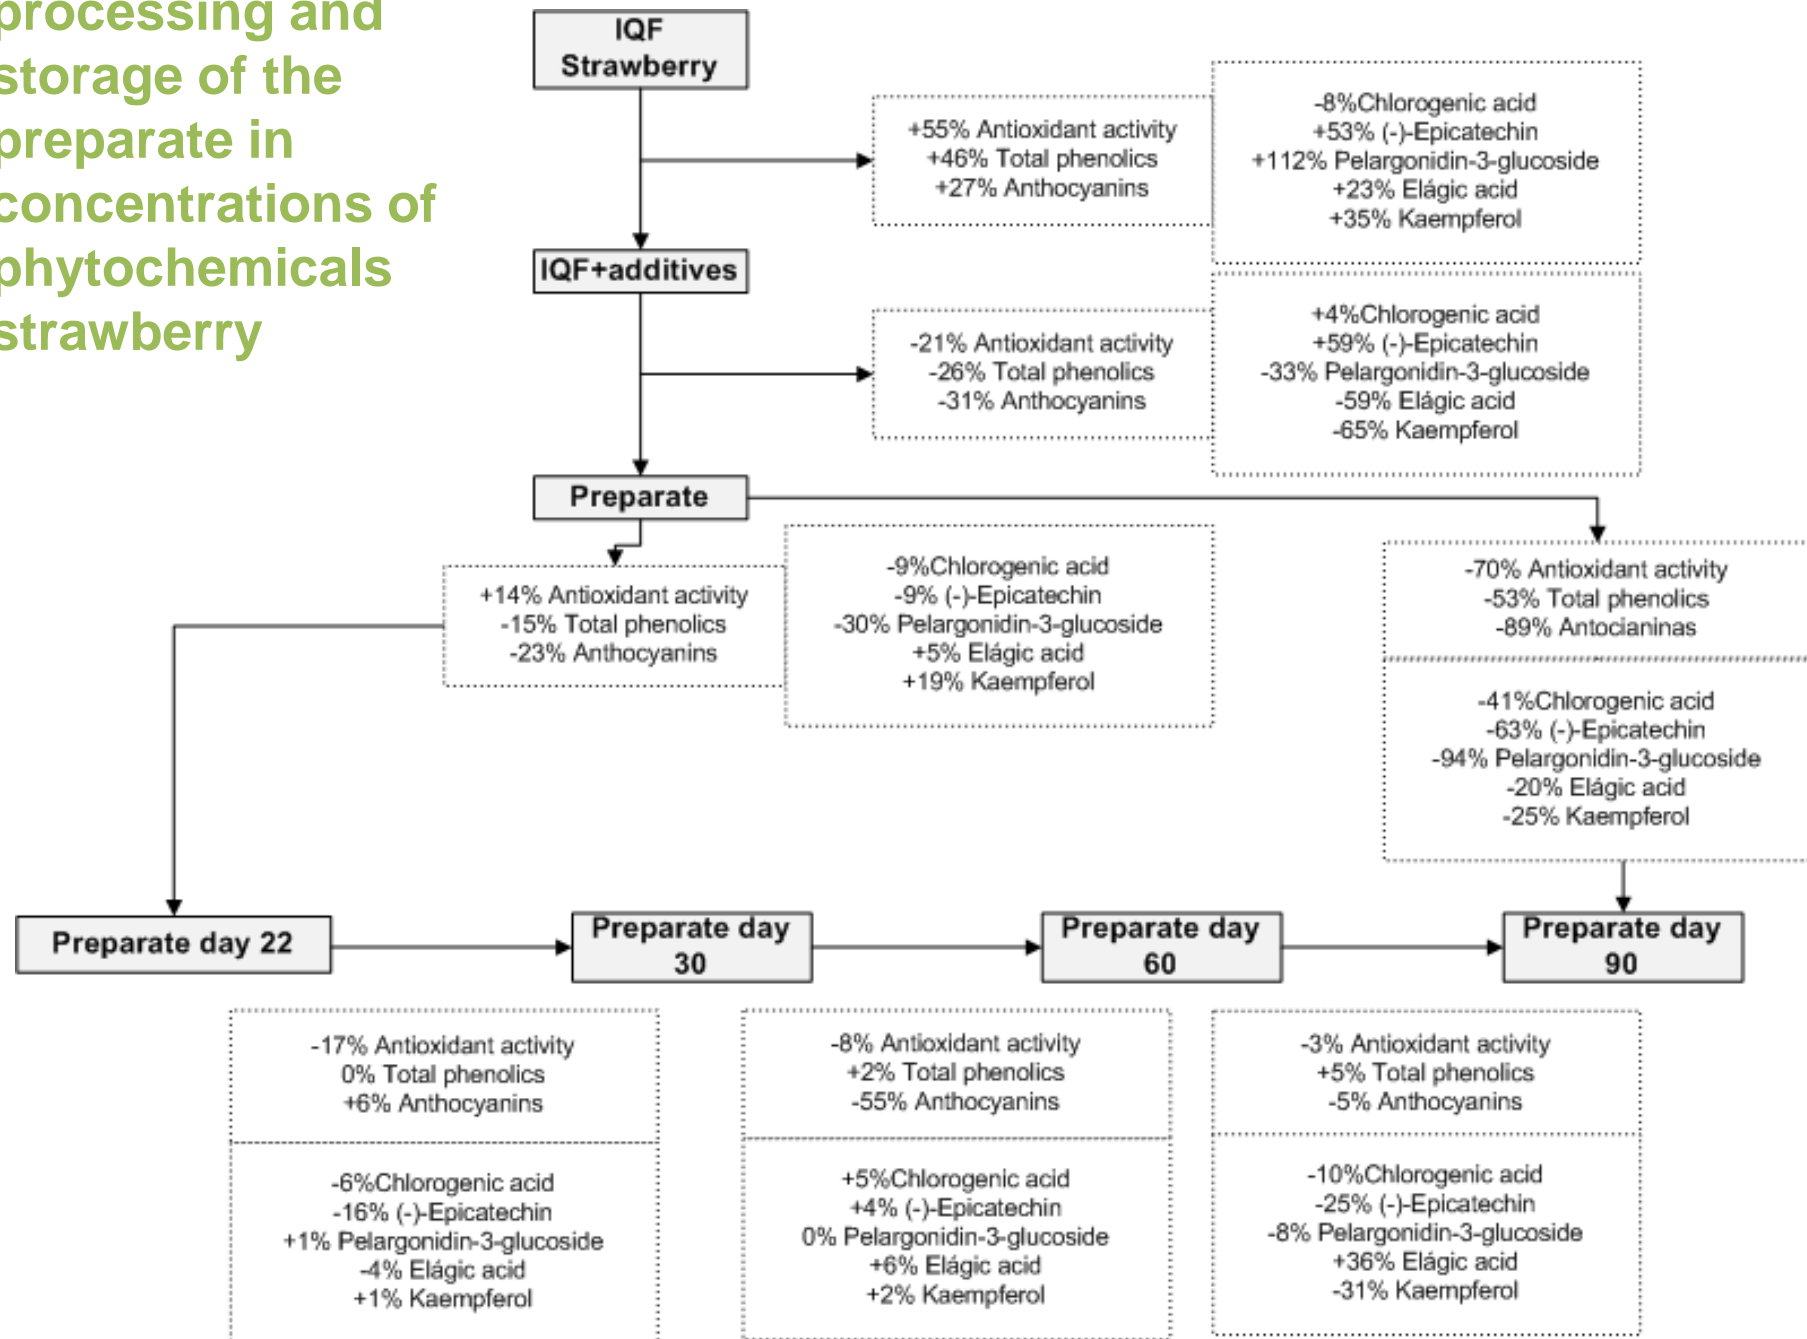 processing and
storage of the
preparate in
concentrations of
phytochemicals
strawberry
IQF
Strawberry
+55% Antioxidant activity
+46% Total phenolics
+27% Anthocyanins
-8%Chlorogenic acid
+53% (-)-Epicatechin
+112% Pelargonidin-3-glucoside
+23% Elágic acid
+35% Kaempferol
IQF+additives
-21% Antioxidant activity
-26% Total phenolics
-31% Anthocyanins
+4%Chlorogenic acid
+59% (-)-Epicatechin
-33% Pelargonidin-3-glucoside
-59% Elágic acid
-65% Kaempferol
Preparate
+14% Antioxidant activity
-15% Total phenolics
-23% Anthocyanins
-9%Chlorogenic acid
-9% (-)-Epicatechin
-30% Pelargonidin-3-glucoside
+5% Elágic acid
+19% Kaempferol
-70% Antioxidant activity
-53% Total phenolics
-89% Antocianinas
-41%Chlorogenic acid
-63% (-)-Epicatechin
-94% Pelargonidin-3-glucoside
-20% Elágic acid
-25% Kaempferol
Preparate day 22
Preparate day
30
Preparate day
60
Preparate day
90
-17% Antioxidant activity
0% Total phenolics
+6% Anthocyanins
-6%Chlorogenic acid
-16% (-)-Epicatechin
+1% Pelargonidin-3-glucoside
-4% Elágic acid
+1% Kaempferol
-8% Antioxidant activity
+2% Total phenolics
-55% Anthocyanins
+5%Chlorogenic acid
+4% (-)-Epicatechin
0% Pelargonidin-3-glucoside
+6% Elágic acid
+2% Kaempferol
-3% Antioxidant activity
+5% Total phenolics
-5% Anthocyanins
-10%Chlorogenic acid
-25% (-)-Epicatechin
-8% Pelargonidin-3-glucoside
+36% Elágic acid
-31% Kaempferol